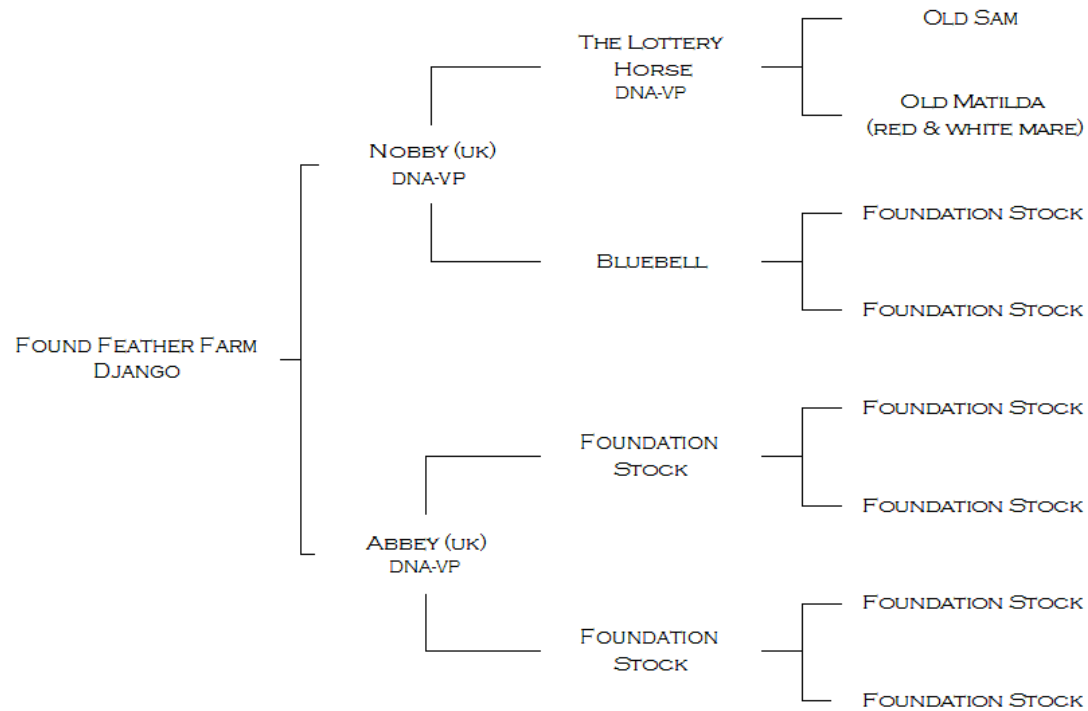 Old Sam
The Lottery
Horse
DNA-VP
Old Matilda
(red & white mare)
Nobby (uk)
DNA-VP
Foundation Stock
Bluebell
Foundation Stock
Found Feather Farm
Django
Foundation Stock
Foundation
Stock
Foundation Stock
Abbey (uk)
DNA-VP
Foundation Stock
Foundation
Stock
Foundation Stock